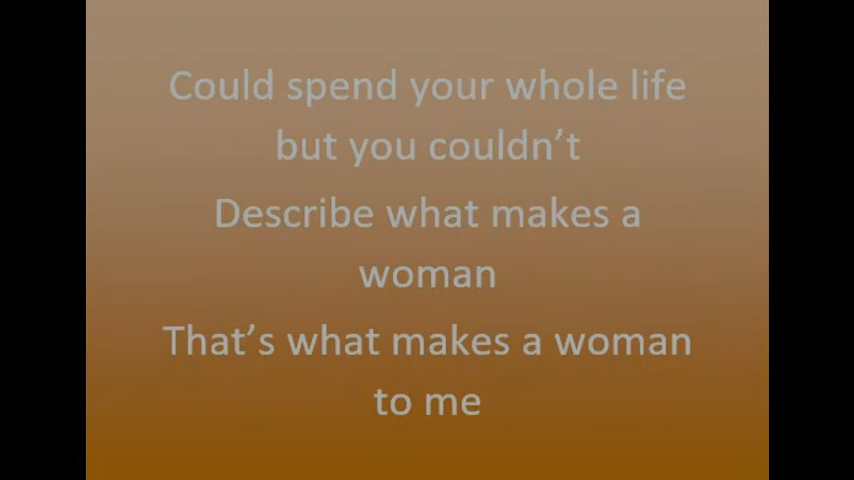 Could spend your whole life
but you couldn’t
Describe what makes a
woman
That’s what makes a woman
to me